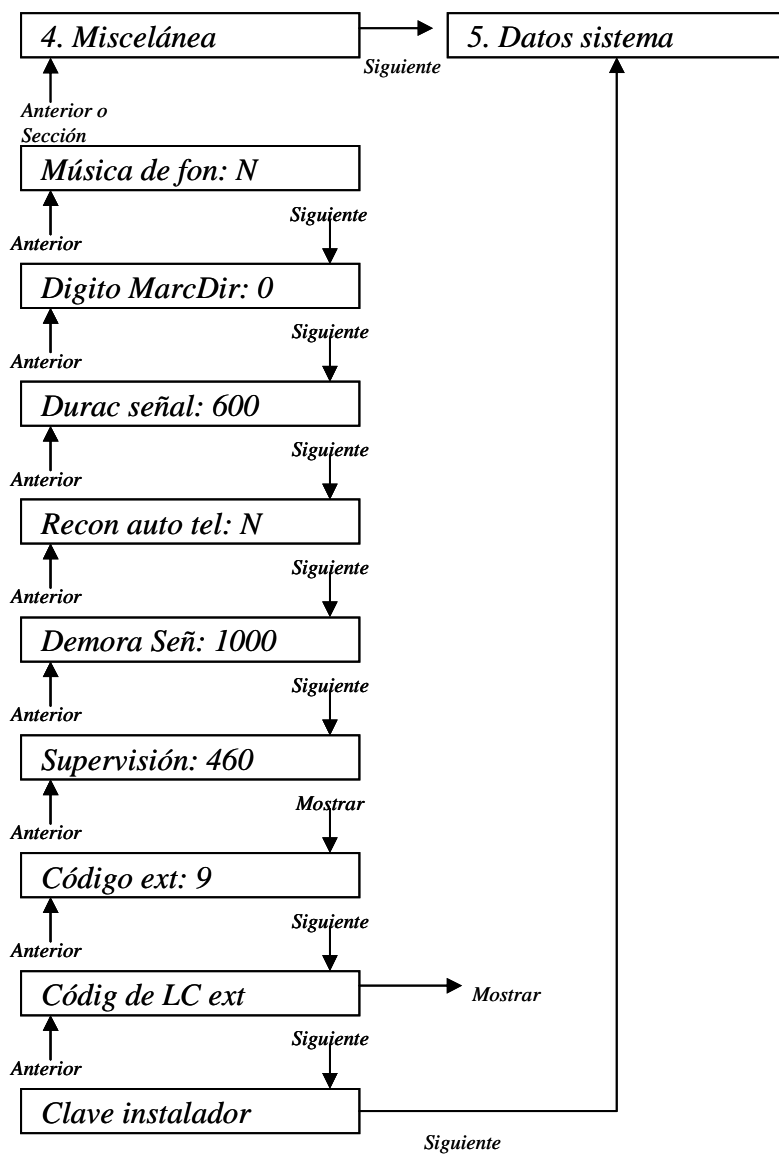 4. Miscelánea
5. Datos sistema
Siguiente
Anterior o
Sección
Música de fon: N
Siguiente
Anterior
Digito MarcDir: 0
Siguiente
Anterior
Durac señal: 600
Siguiente
Anterior
Recon auto tel: N
Siguiente
Anterior
Demora Señ: 1000
Siguiente
Anterior
Supervisión: 460
Mostrar
Anterior
Código ext: 9
Siguiente
Anterior
Códig de LC ext
Mostrar
Siguiente
Anterior
Clave instalador
Siguiente